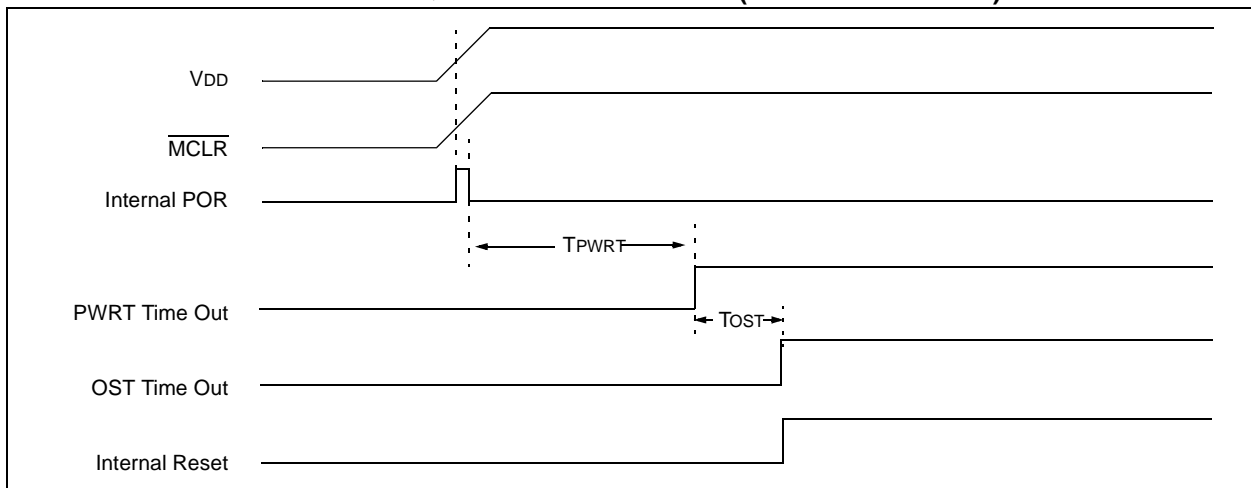 VDD
MCLR
Internal POR
TPWRT
PWRT Time Out
TOST
OST Time Out
Internal Reset